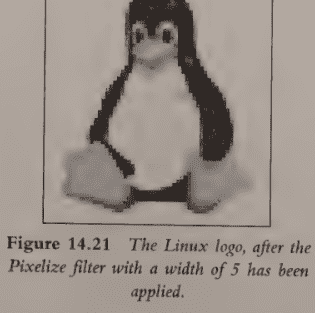 Figure 14.21 The Linux logo, after the
Pixelize filter with a width of 5 has been
applied.